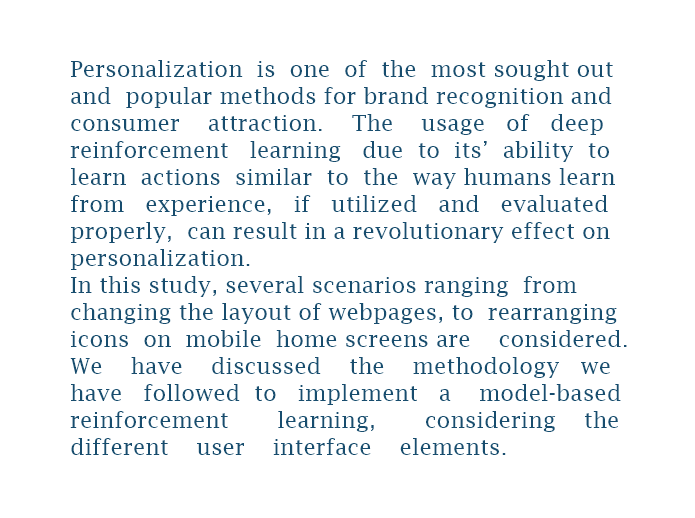 Personalization is one of the most sought out
and popular methods for brand recognition and
consumer attraction. The usage of deep
reinforcement learning due to its’ ability to
learn actions similar to the way humans learn
from experience, if utilized and evaluated
properly, can result in a revolutionary effect on
personalization.
In this study, several scenarios ranging from
changing the layout of webpages, to rearranging
icons on mobile home screens are considered.
We have discussed the methodology we
have followed to implement a model-based
reinforcement learning, considering the
different user interface elements.